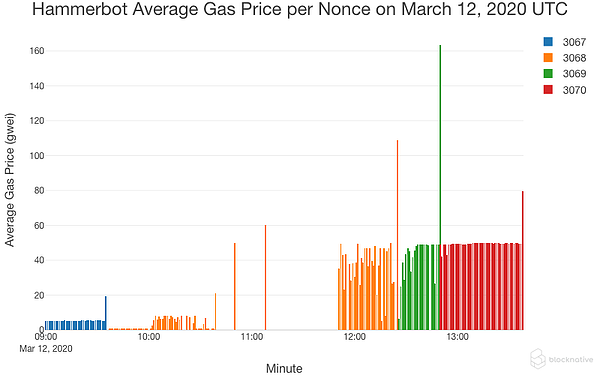 Hammerbot Average Gas Price per Nonce on March 12, 2020 UTC
3067
3068
3069
3070
Average Gas Price (gwei)
160
140
120
100
80
60
40
20
0
09:00 10:00 11:00 12:00 13:00
Mar 12, 2020
Minute
blocknative